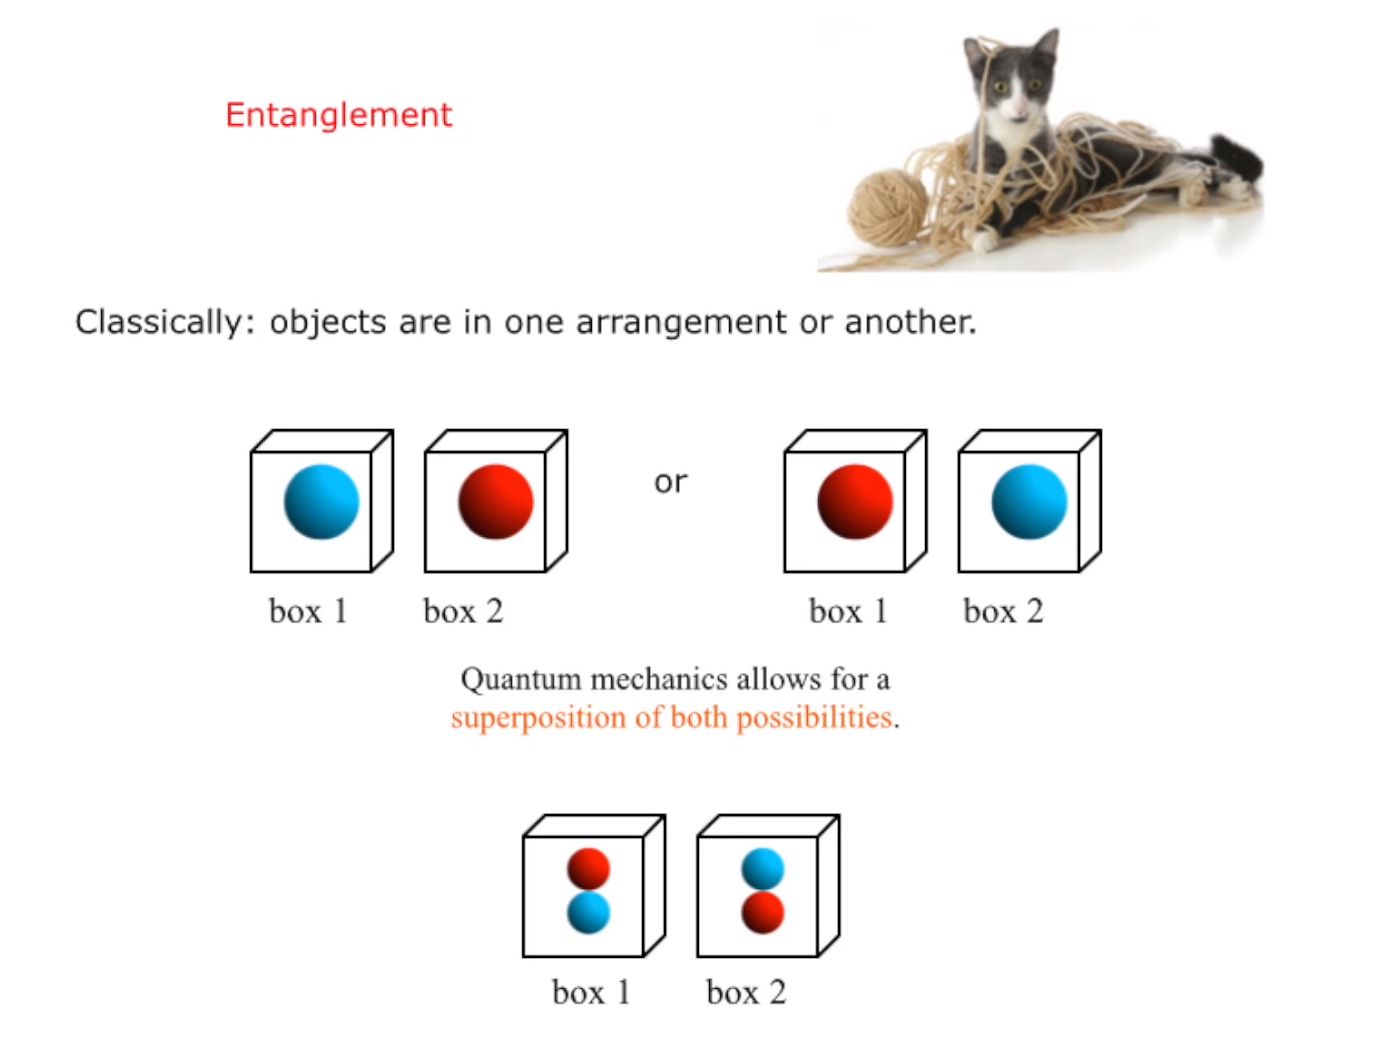 Entanglement
Classically: objects are in one arrangement or another.
or
box 1
box 2
box 1
box 2
Quantum mechanics allows for a
superposition of both possibilities.
box 1
box 2